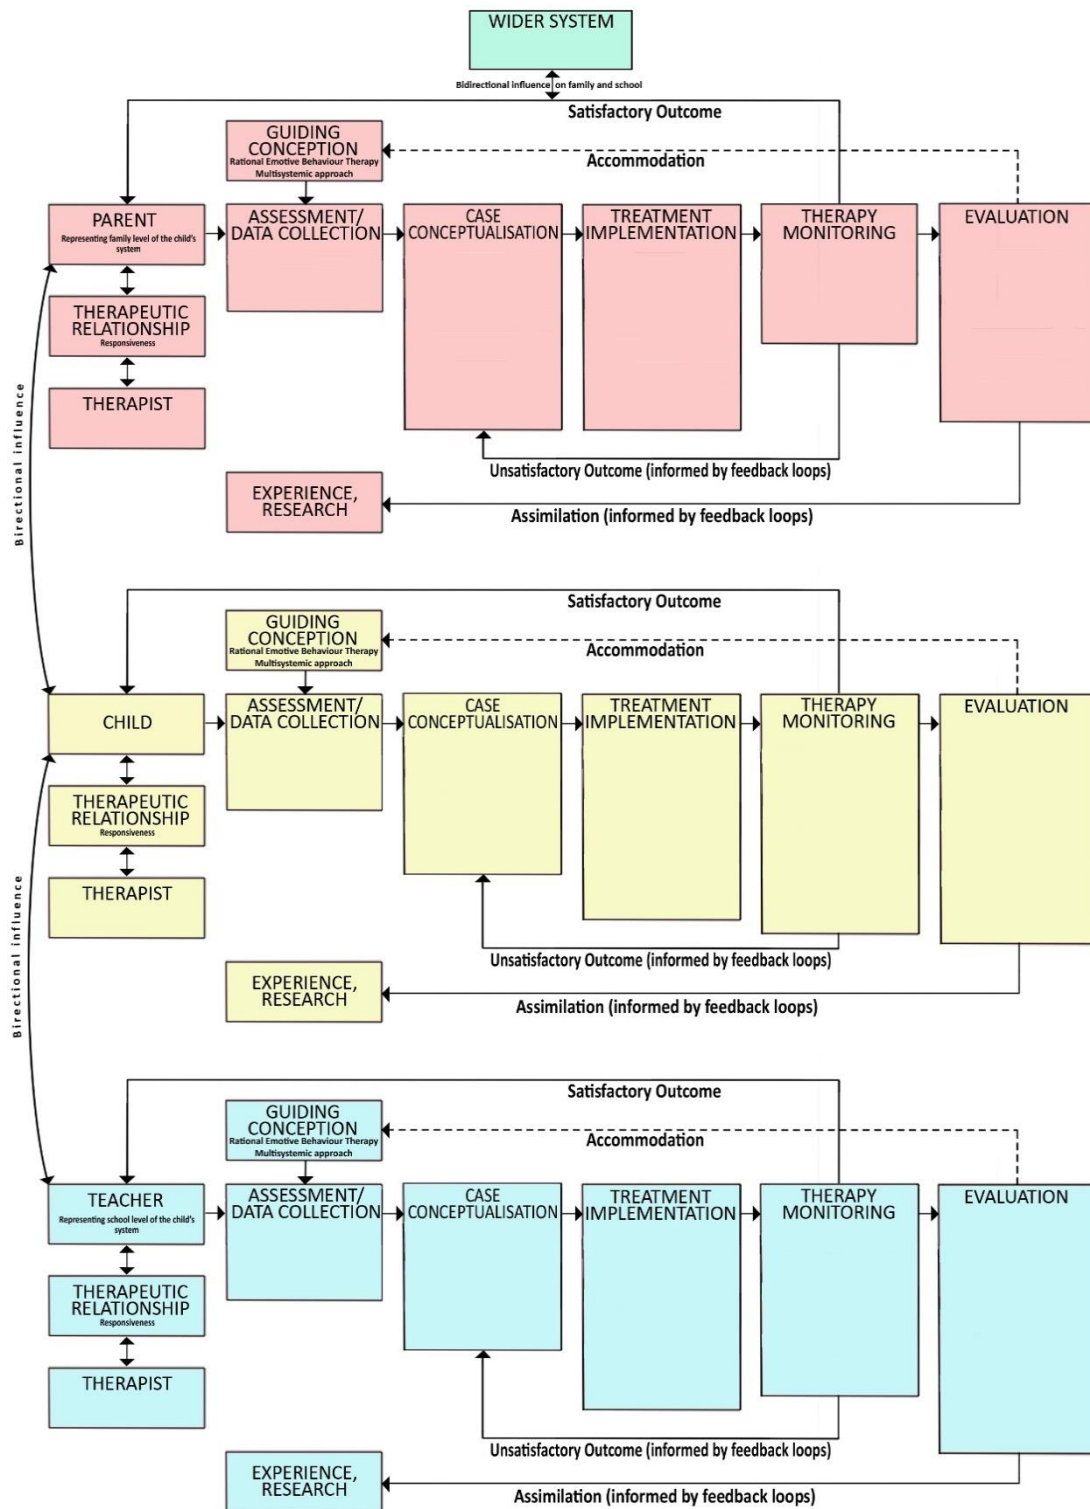 WIDER SYSTEM
Bidirectional influence on family and school
Satisfactory Outcome
GUIDING
CONCEPTION
Rational Emotive Behaviour Therapy
Multisystemic approach
Accommodation
PARENT
Representing family level of the child's
system
ASSESSMENT/
DATA COLLECTION
CASE
CONCEPTUALISATION
TREATMENT
IMPLEMENTATION
THERAPY
MONITORING
EVALUATION
THERAPEUTIC
RELATIONSHIP
Responsiveness
THERAPIST
Birectional influence
Unsatisfactory Outcome (informed by feedback loops)
EXPERIENCE,
RESEARCH
Assimilation (informed by feedback loops)
Satisfactory Outcome
GUIDING
CONCEPTION
Rational Emotive Behaviour Therapy
Multisystemic approach
Accommodation
CHILD
ASSESSMENT/
DATA COLLECTION
CASE
CONCEPTUALISATION
TREATMENT
IMPLEMENTATION
THERAPY
MONITORING
EVALUATION
THERAPEUTIC
RELATIONSHIP
Responsiveness
THERAPIST
Birectional influence
Unsatisfactory Outcome (informed by feedback loops)
EXPERIENCE,
RESEARCH
Assimilation (informed by feedback loops)
Satisfactory Outcome
GUIDING
CONCEPTION
Rational Emotive Behaviour Therapy
Multisystemic approach
Accommodation
TEACHER
Representing school level of the child's
system
ASSESSMENT/
DATA COLLECTION
CASE
CONCEPTUALISATION
TREATMENT
IMPLEMENTATION
THERAPY
MONITORING
EVALUATION
THERAPEUTIC
RELATIONSHIP
Responsiveness
THERAPIST
Unsatisfactory Outcome (informed by feedback loops)
EXPERIENCE,
RESEARCH
Assimilation (informed by feedback loops)